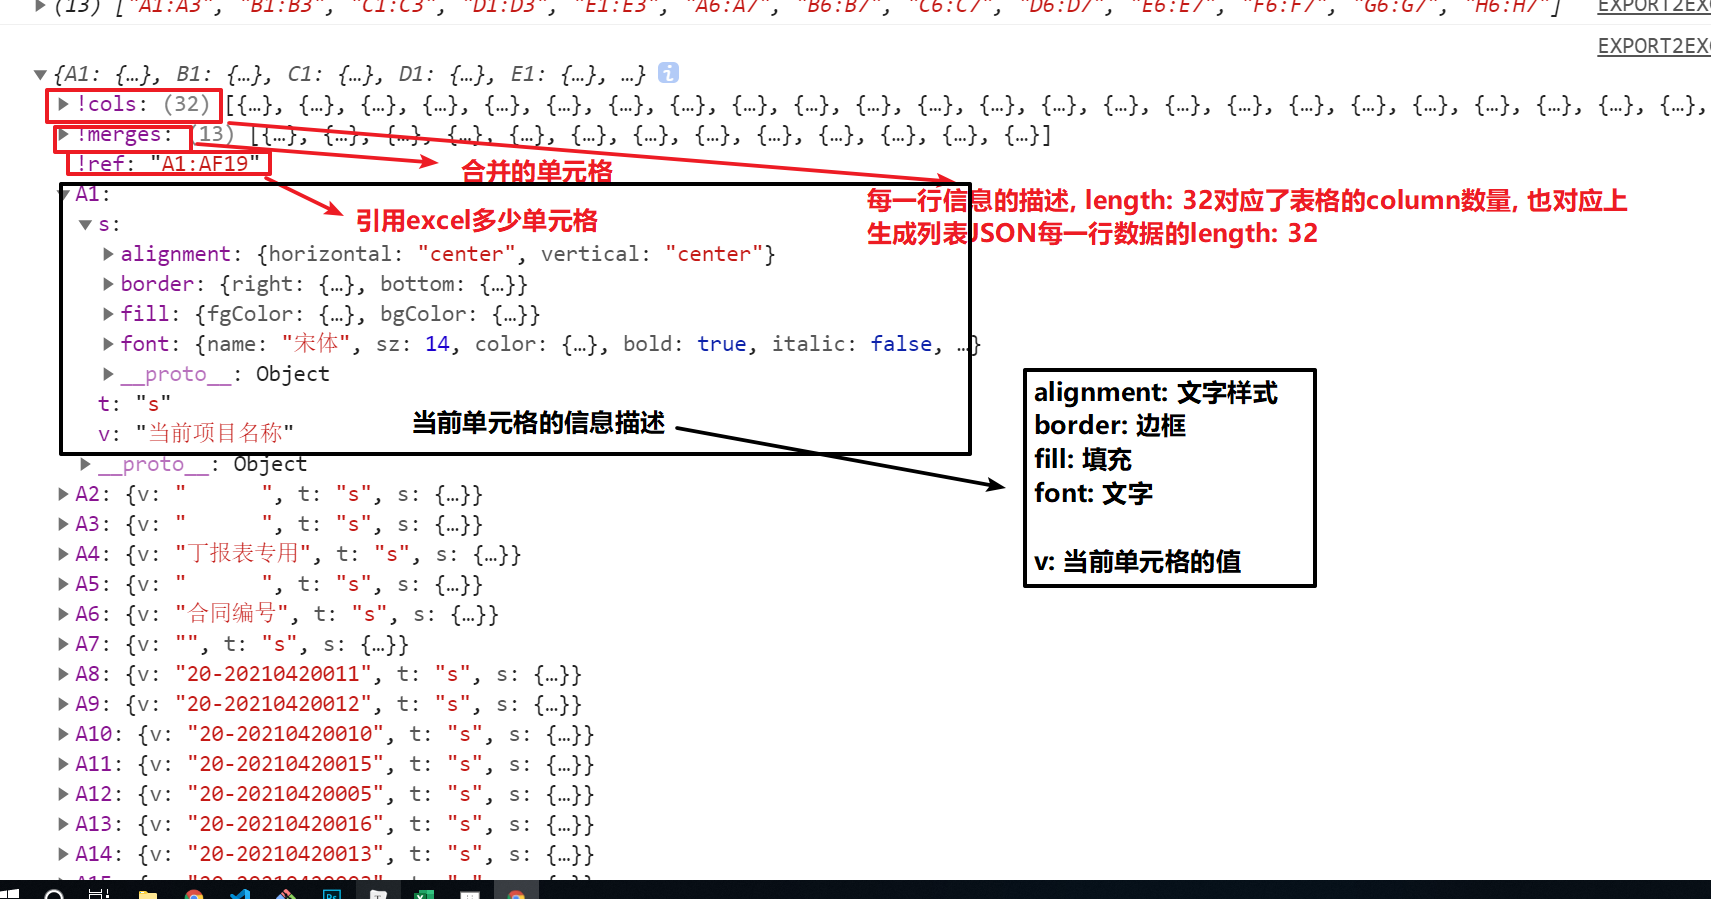 ▶(13) ["A1:A3", "B1:B3", "C1:C3", "D1:D3", "E1:E3", "A6:A7", "B6:B7", "C6:C7", "D6:D7", "E6:E7", "F6:F7", "G6:G7", "H6:H7"] EXPORT2EX
EXPORT2EX
▼{A1: {…}, B1: {…}, C1: {…}, D1: {…}, E1: {…}, …} i
▶!cols: (32) [{…}, {…}, {…}, {…}, {…}, {…}, {…}, {…}, {…}, {…}, {…}, {…}, {…}, {…}, {…}, {…}, {…}, {…}, {…}, {…}, {…}, {…}, {…}, {…},
▶!merges: (13) [{…}, {…}, {…}, {…}, {…}, {…}, {…}, {…}, {…}, {…}, {…}, {…}, {…}]
!ref: "A1:AF19"
合并的单元格
每一行信息的描述, length: 32对应了表格的column数量, 也对应上
生成列表JSON每一行数据的length: 32
引用excel多少单元格
▼A1:
▼s:
▶alignment: {horizontal: "center", vertical: "center"}
▶border: {right: {…}, bottom: {…}}
▶fill: {fgColor: {…}, bgColor: {…}}
▶font: {name: "宋体", sz: 14, color: {…}, bold: true, italic: false, …}
▶__proto__: Object
t: "s"
v: "当前项目名称"
当前单元格的信息描述
▶__proto__: Object
alignment: 文字样式
border: 边框
fill: 填充
font: 文字
v: 当前单元格的值
▶A2: {v: "      ", t: "s", s: {…}}
▶A3: {v: "      ", t: "s", s: {…}}
▶A4: {v: "丁报表专用", t: "s", s: {…}}
▶A5: {v: "      ", t: "s", s: {…}}
▶A6: {v: "合同编号", t: "s", s: {…}}
▶A7: {v: "", t: "s", s: {…}}
▶A8: {v: "20-20210420011", t: "s", s: {…}}
▶A9: {v: "20-20210420012", t: "s", s: {…}}
▶A10: {v: "20-20210420010", t: "s", s: {…}}
▶A11: {v: "20-20210420015", t: "s", s: {…}}
▶A12: {v: "20-20210420005", t: "s", s: {…}}
▶A13: {v: "20-20210420016", t: "s", s: {…}}
▶A14: {v: "20-20210420013", t: "s", s: {…}}